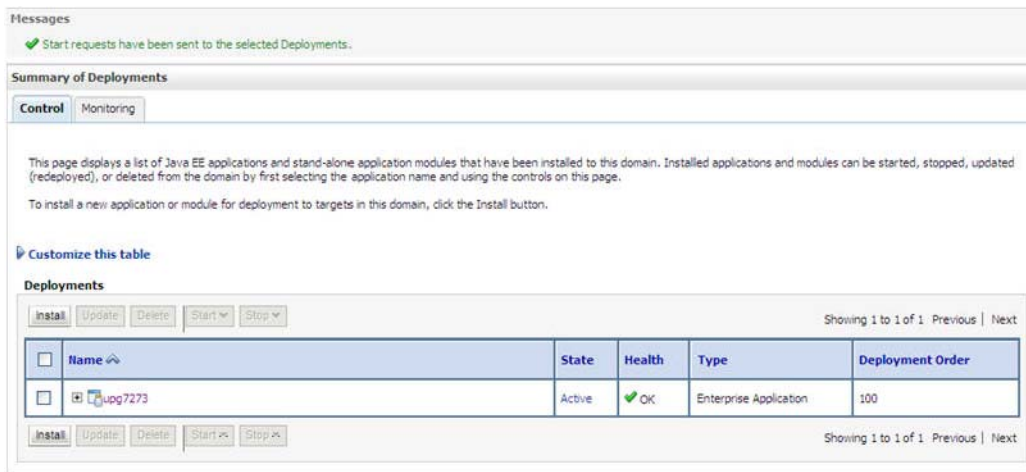 Messages
Start requests have been sent to the selected Deployments.
Summary of Deployments
Control Monitoring
This page displays a list of Java EE applications and stand-alone application modules that have been installed to this domain. Installed applications and modules can be started, stopped, updated
(redeployed), or deleted from the domain by first selecting the application name and using the controls on this page.
To install a new application or module for deployment to targets in this domain, click the Install button.
Customize this table
Deployments
Install Update Delete Start Stop Showing 1 to 1 of 1 Previous | Next
Name State Health Type Deployment Order
upg7273 Active OK Enterprise Application 100
Install Update Delete Start Stop Showing 1 to 1 of 1 Previous | Next